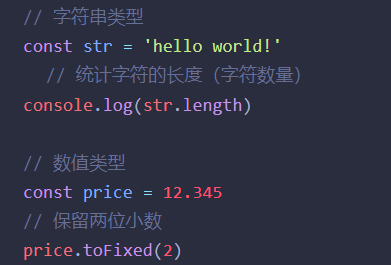 // 字符串类型
const str = 'hello world!'
// 统计字符的长度（字符数量）
console.log(str.length)
// 数值类型
const price = 12.345
// 保留两位小数
price.toFixed(2)